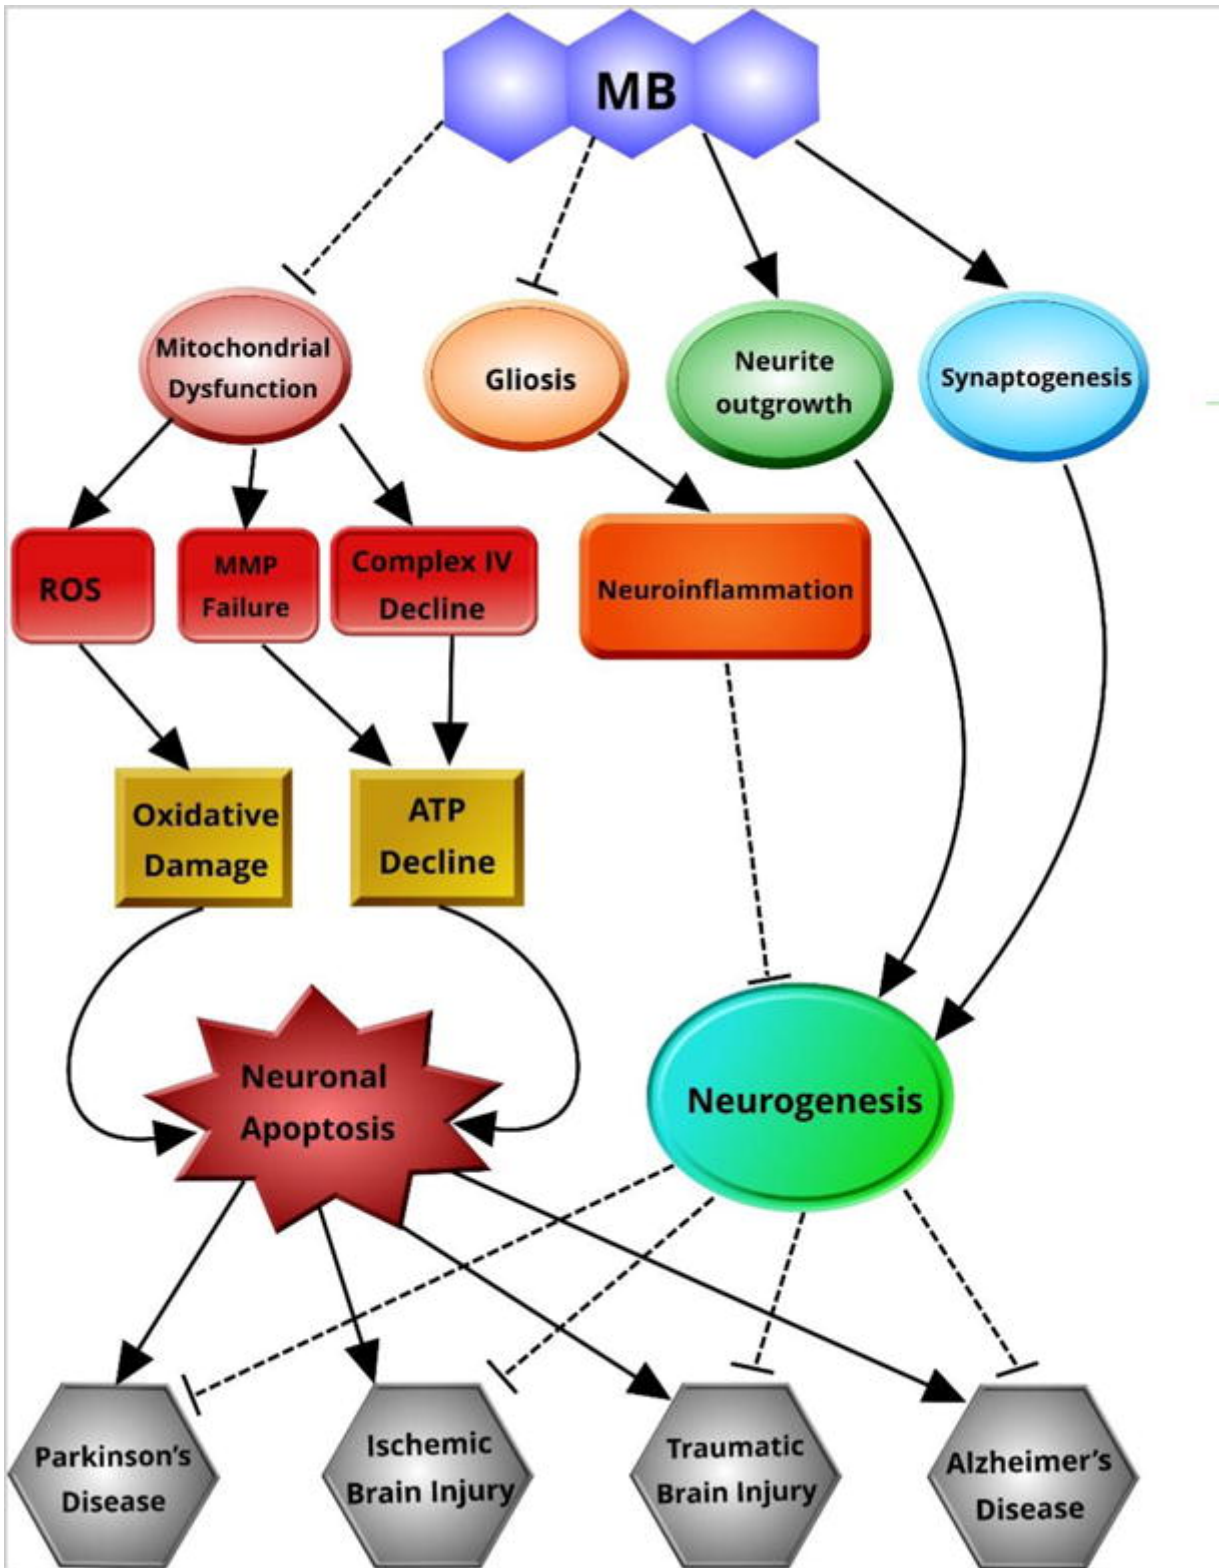 MB
Mitochondrial
Dysfunction
Gliosis
Neurite
outgrowth
Synaptogenesis
ROS
MMP
Failure
Complex IV
Decline
Neuroinflammation
Oxidative
Damage
ATP
Decline
Neuronal
Apoptosis
Neurogenesis
Parkinson's
Disease
Ischemic
Brain Injury
Traumatic
Brain Injury
Alzheimer's
Disease